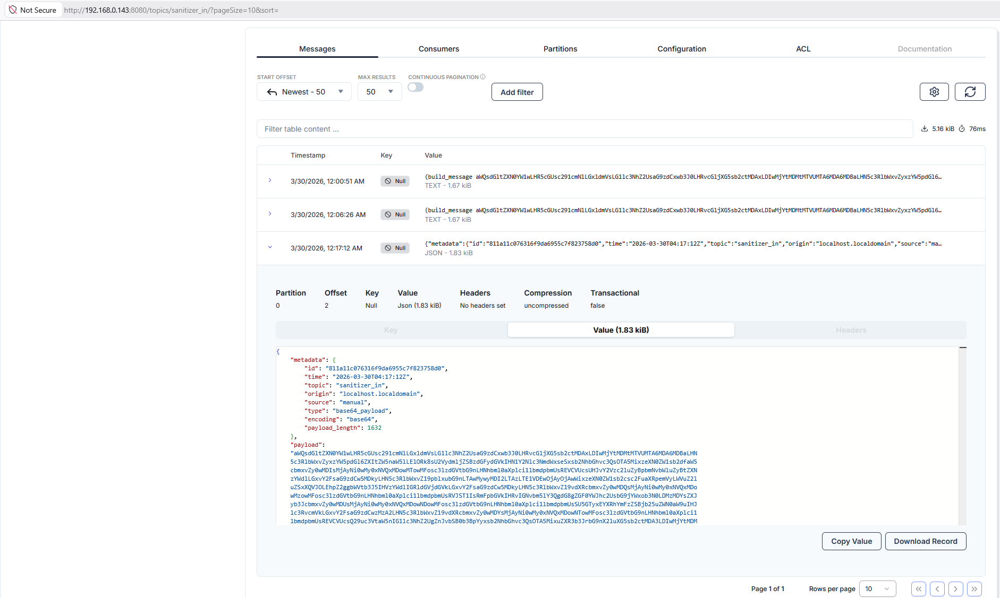 Not Secure http://192.168.0.143:8080/topics/sanitizer_in/?pageSize=10&sort=
Messages Consumers Partitions Configuration ACL Documentation
START OFFSET MAX RESULTS CONTINUOUS PAGINATION
Newest - 50 50 Add filter
Filter table content ... 5.16 kiB 76ms
Timestamp Key Value
3/30/2026, 12:00:51 AM Null (build_message aWQsdGltZXN0YW1wLHR5cGUsc291cmNlLGxldmVsLG1lc3NhZ2UsaG9zdCxwb3J0LHRvcGljXG5sb2ctMDAxLDIwMjYtMDMtMTVUMTA6MDA6MDBaLHN5c3RlbWxvZyxzYW5pdGl6…
TEXT - 1.67 kiB
3/30/2026, 12:06:26 AM Null (build_message aWQsdGltZXN0YW1wLHR5cGUsc291cmNlLGxldmVsLG1lc3NhZ2UsaG9zdCxwb3J0LHRvcGljXG5sb2ctMDAxLDIwMjYtMDMtMTVUMTA6MDA6MDBaLHN5c3RlbWxvZyxzYW5pdGl6…
TEXT - 1.67 kiB
3/30/2026, 12:17:12 AM Null {"metadata":{"id":"811a11c076316f9da6955c7f823758d0","time":"2026-03-30T04:17:12Z","topic":"sanitizer_in","origin":"localhost.localdomain","source":"ma…
JSON - 1.83 kiB
Partition Offset Key Value Headers Compression Transactional
0 2 Null Json (1.83 kiB) No headers set uncompressed false
Key Value (1.83 kiB) Headers
{
"metadata": {
"id": "811a11c076316f9da6955c7f823758d0",
"time": "2026-03-30T04:17:12Z",
"topic": "sanitizer_in",
"origin": "localhost.localdomain",
"source": "manual",
"type": "base64_payload",
"encoding": "base64",
"payload_length": 1632
},
"payload":
"aWQsdGltZXN0YW1wLHR5cGUsc291cmNlLGxldmVsLG1lc3NhZ2UsaG9zdCxwb3J0LHRvcGljXG5sb2ctMDAxLDIwMjYtMDMtMTVUMTA6MDA6MDBaLHN
5c3RlbWxvZyxzYW5pdGl6ZXItZW5naW5lLElORk8sU2VydmljZSBzdGFydGVkIHN1Y2Nlc3NmdWxseSxsb2NhbGhvc3QsOTA5MixzeXN0ZW1sb2dfaW5
cbmxvZy0wMDIsMjAyNi0wMy0xNVQxMDowMTowMFosc3lzdGVtbG9nLHNhbml0aXplci1lbmdpbmUsREVCVUcsUHJvY2Vzc2luZyBpbmNvbWluZyBtZXN
zYWdlLGxvY2FsaG9zdCw5MDkyLHN5c3RlbWxvZ19pblxubG9nLTAwMywyMDI2LTAzLTE1VDEwOjAyOjAwWixzeXN0ZW1sb2csc2FuaXRpemVyLWVuZ2l
uZSxXQVJOLEhpZ2ggbWVtb3J5IHVzYWdlIGRldGVjdGVkLGxvY2FsaG9zdCw5MDkyLHN5c3RlbWxvZ19vdXRcbmxvZy0wMDQsMjAyNi0wMy0xNVQxMDo
wMzowMFosc3lzdGVtbG9nLHNhbml0aXplci1lbmdpbmUsRVJST1IsRmFpbGVkIHRvIGNvbm5lY3QgdG8gZGF0YWJhc2UsbG9jYWxob3N0LDMzMDYsZXJ
yb3JcbmxvZy0wMDUsMjAyNi0wMy0xNVQxMDowNDowMFosc3lzdGVtbG9nLHNhbml0aXplci1lbmdpbmUsSU5GTyxEYXRhYmFzZSBjb25uZWN0aW9uIHJ
lc3RvcmVkLGxvY2FsaG9zdCwzMzA2LHN5c3RlbWxvZ19vdXRcbmxvZy0wMDYsMjAyNi0wMy0xNVQxMDowNTowMFosc3lzdGVtbG9nLHNhbml0aXplci1
lbmdpbmUsREVCVUcsQ29uc3VtaW5nIG1lc3NhZ2UgZnJvbSB0b3BpYyxsb2NhbGhvc3QsOTA5MixuZXR3b3JrbG9nX2luXG5sb2ctMDA3LDIwMjYtMDM
Copy Value Download Record
Page 1 of 1 Rows per page 10